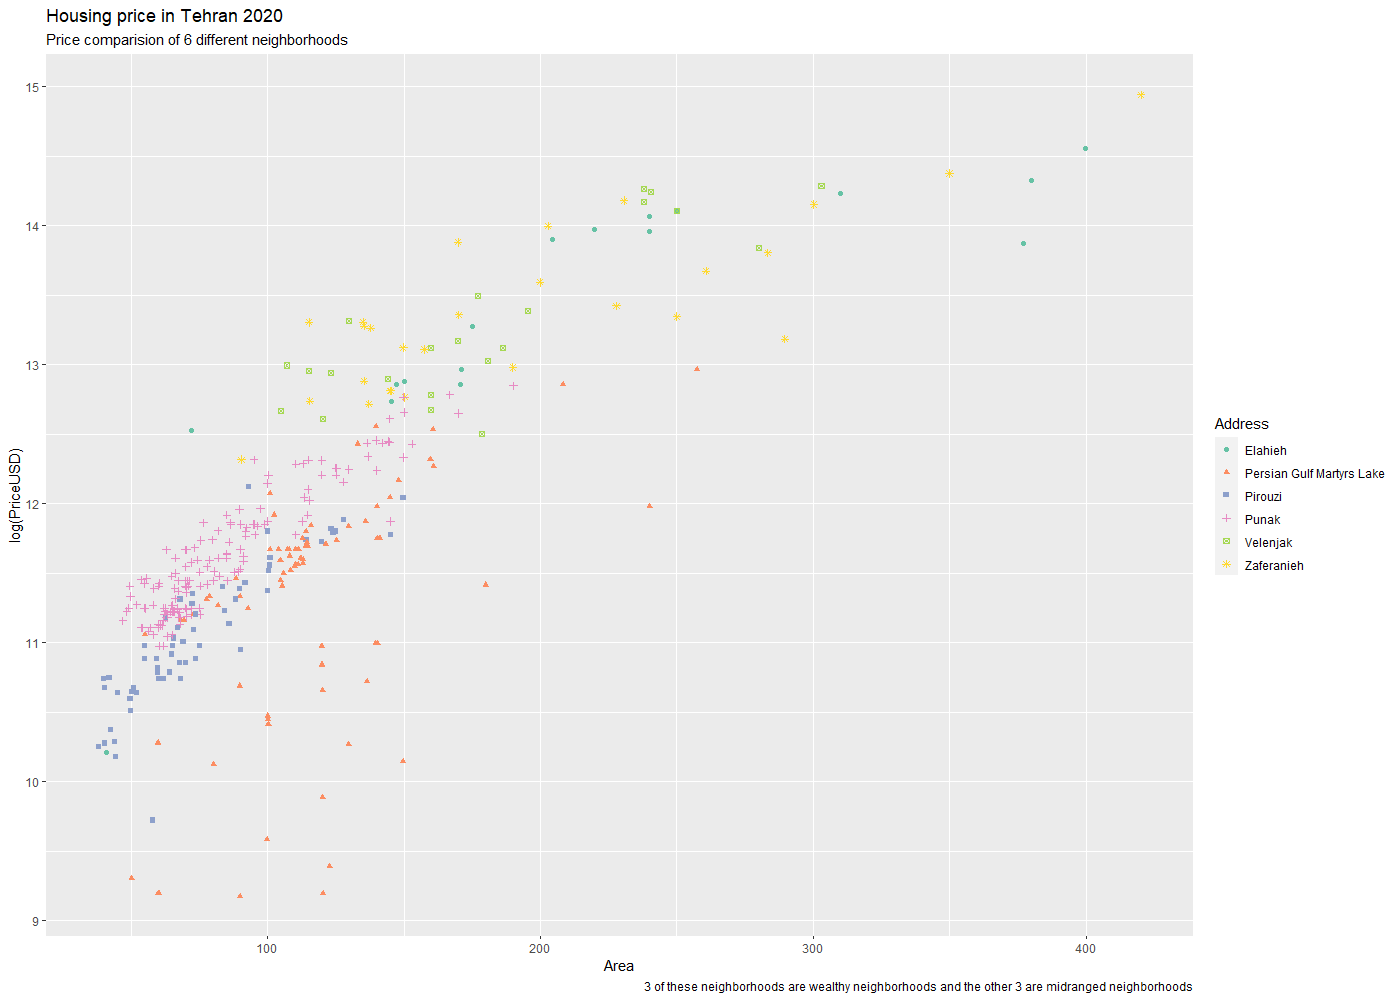 Housing price in Tehran 2020
Price comparision of 6 different neighborhoods
15
14
13
12
11
10
9
log(PriceUSD)
100
200
300
400
Area
Address
Elahieh
Persian Gulf Martyrs Lake
Pirouzi
Punak
Velenjak
Zaferanieh
3 of these neighborhoods are wealthy neighborhoods and the other 3 are midranged neighborhoods